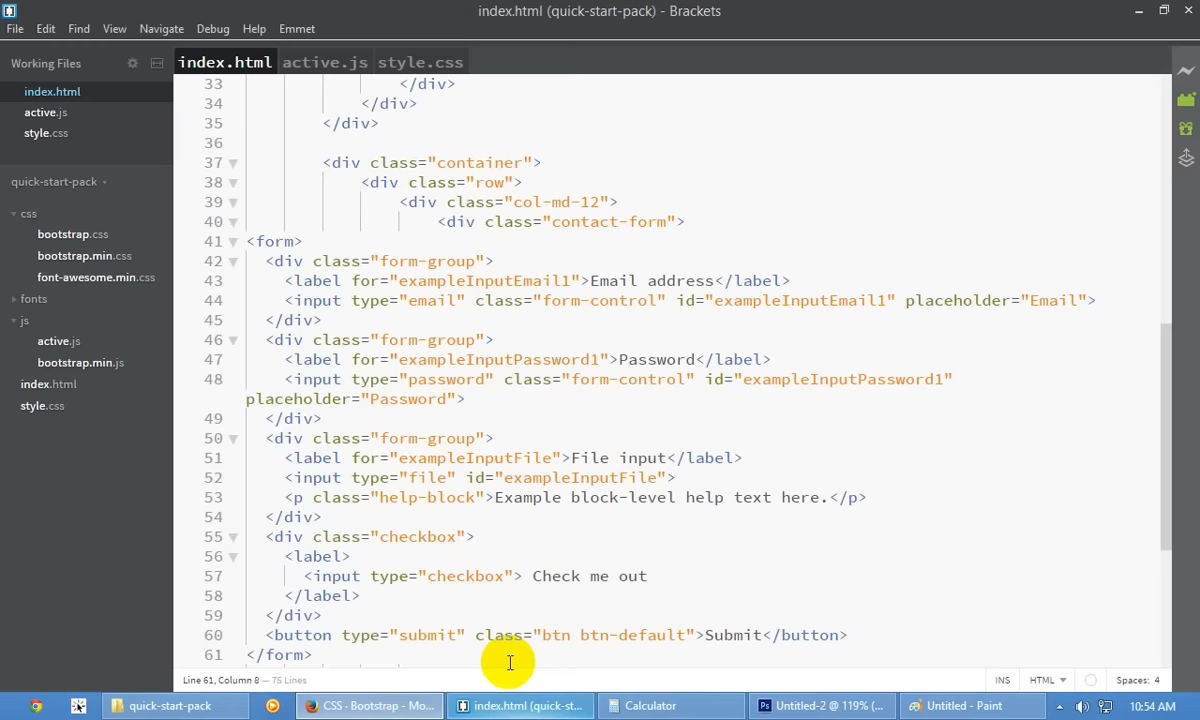 index.html (quick-start-pack) - Brackets
File Edit Find View Navigate Debug Help Emmet
Working Files
index.html
active.js
style.css
quick-start-pack
css
bootstrap.css
bootstrap.min.css
font-awesome.min.css
fonts
js
active.js
bootstrap.min.js
index.html
style.css
index.html active.js style.css
33 </div>
34 </div>
35 </div>
36
37 <div class="container">
38 <div class="row">
39 <div class="col-md-12">
40 <div class="contact-form">
41 <form>
42 <div class="form-group">
43 <label for="exampleInputEmail1">Email address</label>
44 <input type="email" class="form-control" id="exampleInputEmail1" placeholder="Email">
45 </div>
46 <div class="form-group">
47 <label for="exampleInputPassword1">Password</label>
48 <input type="password" class="form-control" id="exampleInputPassword1"
placeholder="Password">
49 </div>
50 <div class="form-group">
51 <label for="exampleInputFile">File input</label>
52 <input type="file" id="exampleInputFile">
53 <p class="help-block">Example block-level help text here.</p>
54 </div>
55 <div class="checkbox">
56 <label>
57 <input type="checkbox"> Check me out
58 </label>
59 </div>
60 <button type="submit" class="btn btn-default">Submit</button>
61 </form>
Line 61, Column 8 — 75 Lines
INS HTML Spaces: 4
quick-start-pack
CSS · Bootstrap - Mo...
index.html (quick-st...
Calculator
Untitled-2 @ 119% (...
Untitled - Paint
10:54 AM